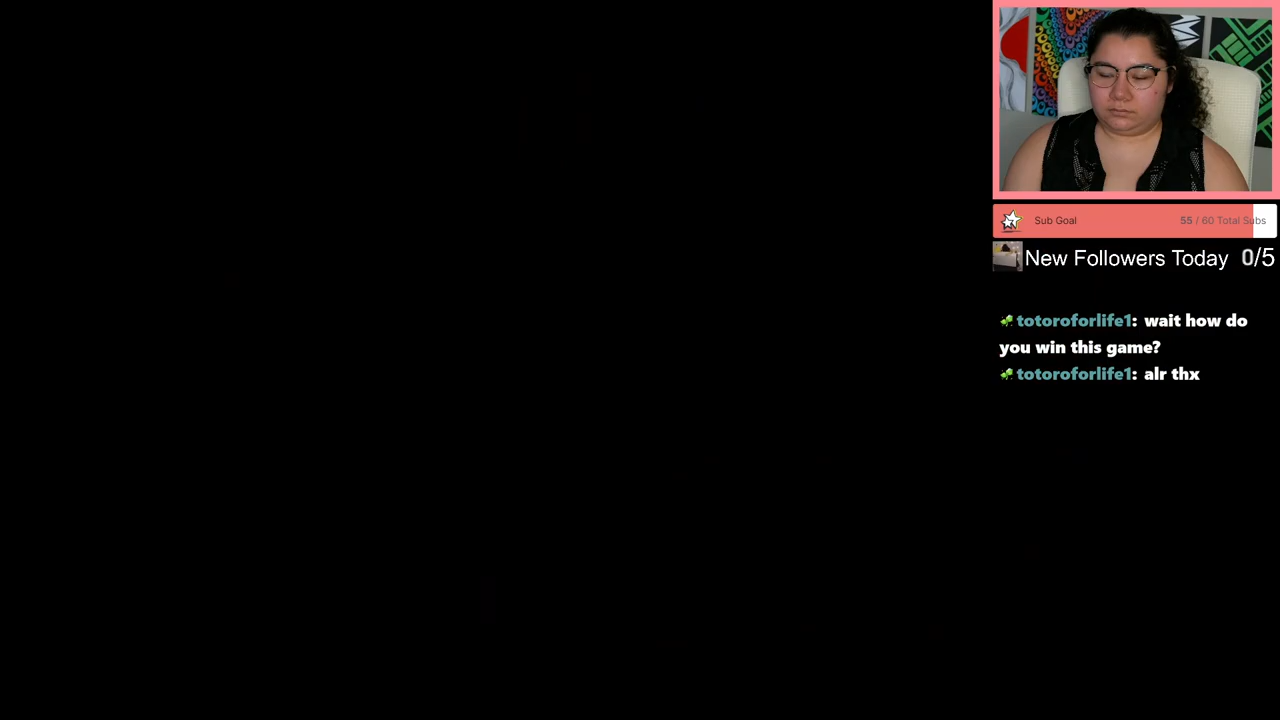 Sub Goal 55 / 60 Total Subs
New Followers Today 0/5
totoroforlife1: wait how do
you win this game?
totoroforlife1: alr thx